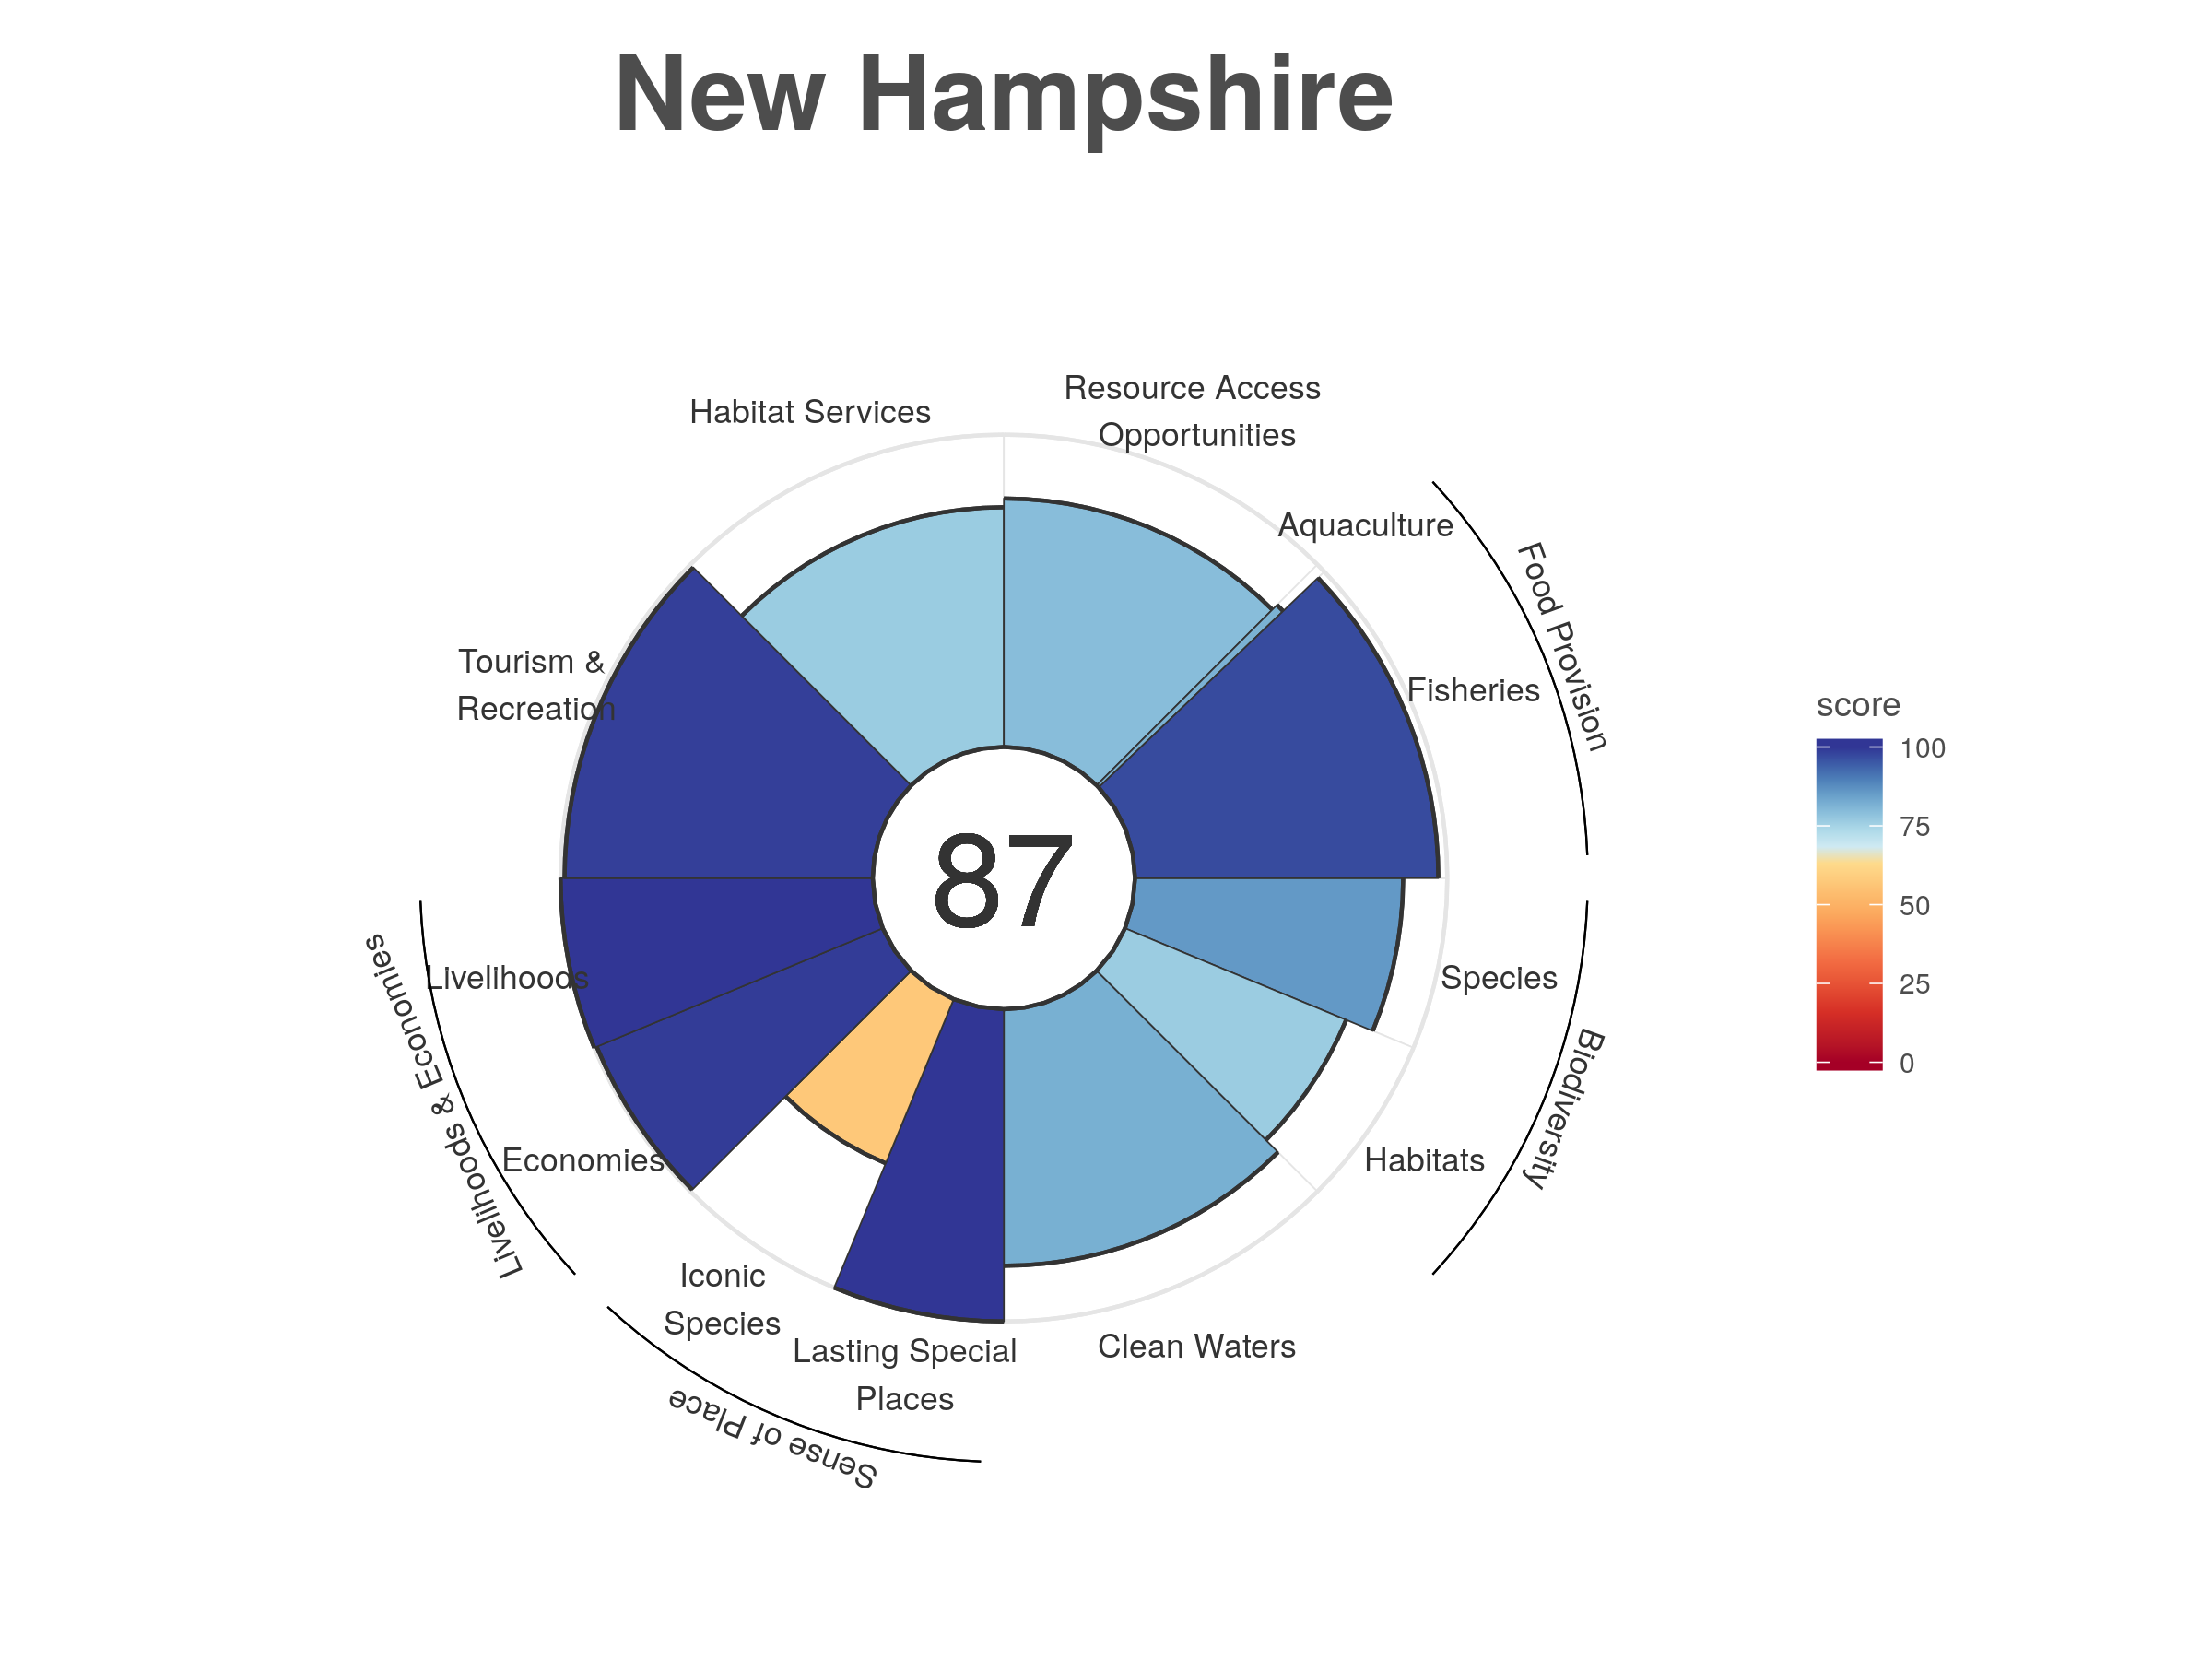 New Hampshire
Resource Access
Opportunities
Habitat Services
Aquaculture
Food Provision
Fisheries
Tourism &
Recreation
score
100
75
50
25
0
87
Species
Biodiversity
Livelihoods
Livelihoods & Economies
Habitats
Economies
Iconic
Species
Lasting Special
Places
Clean Waters
Sense of Place